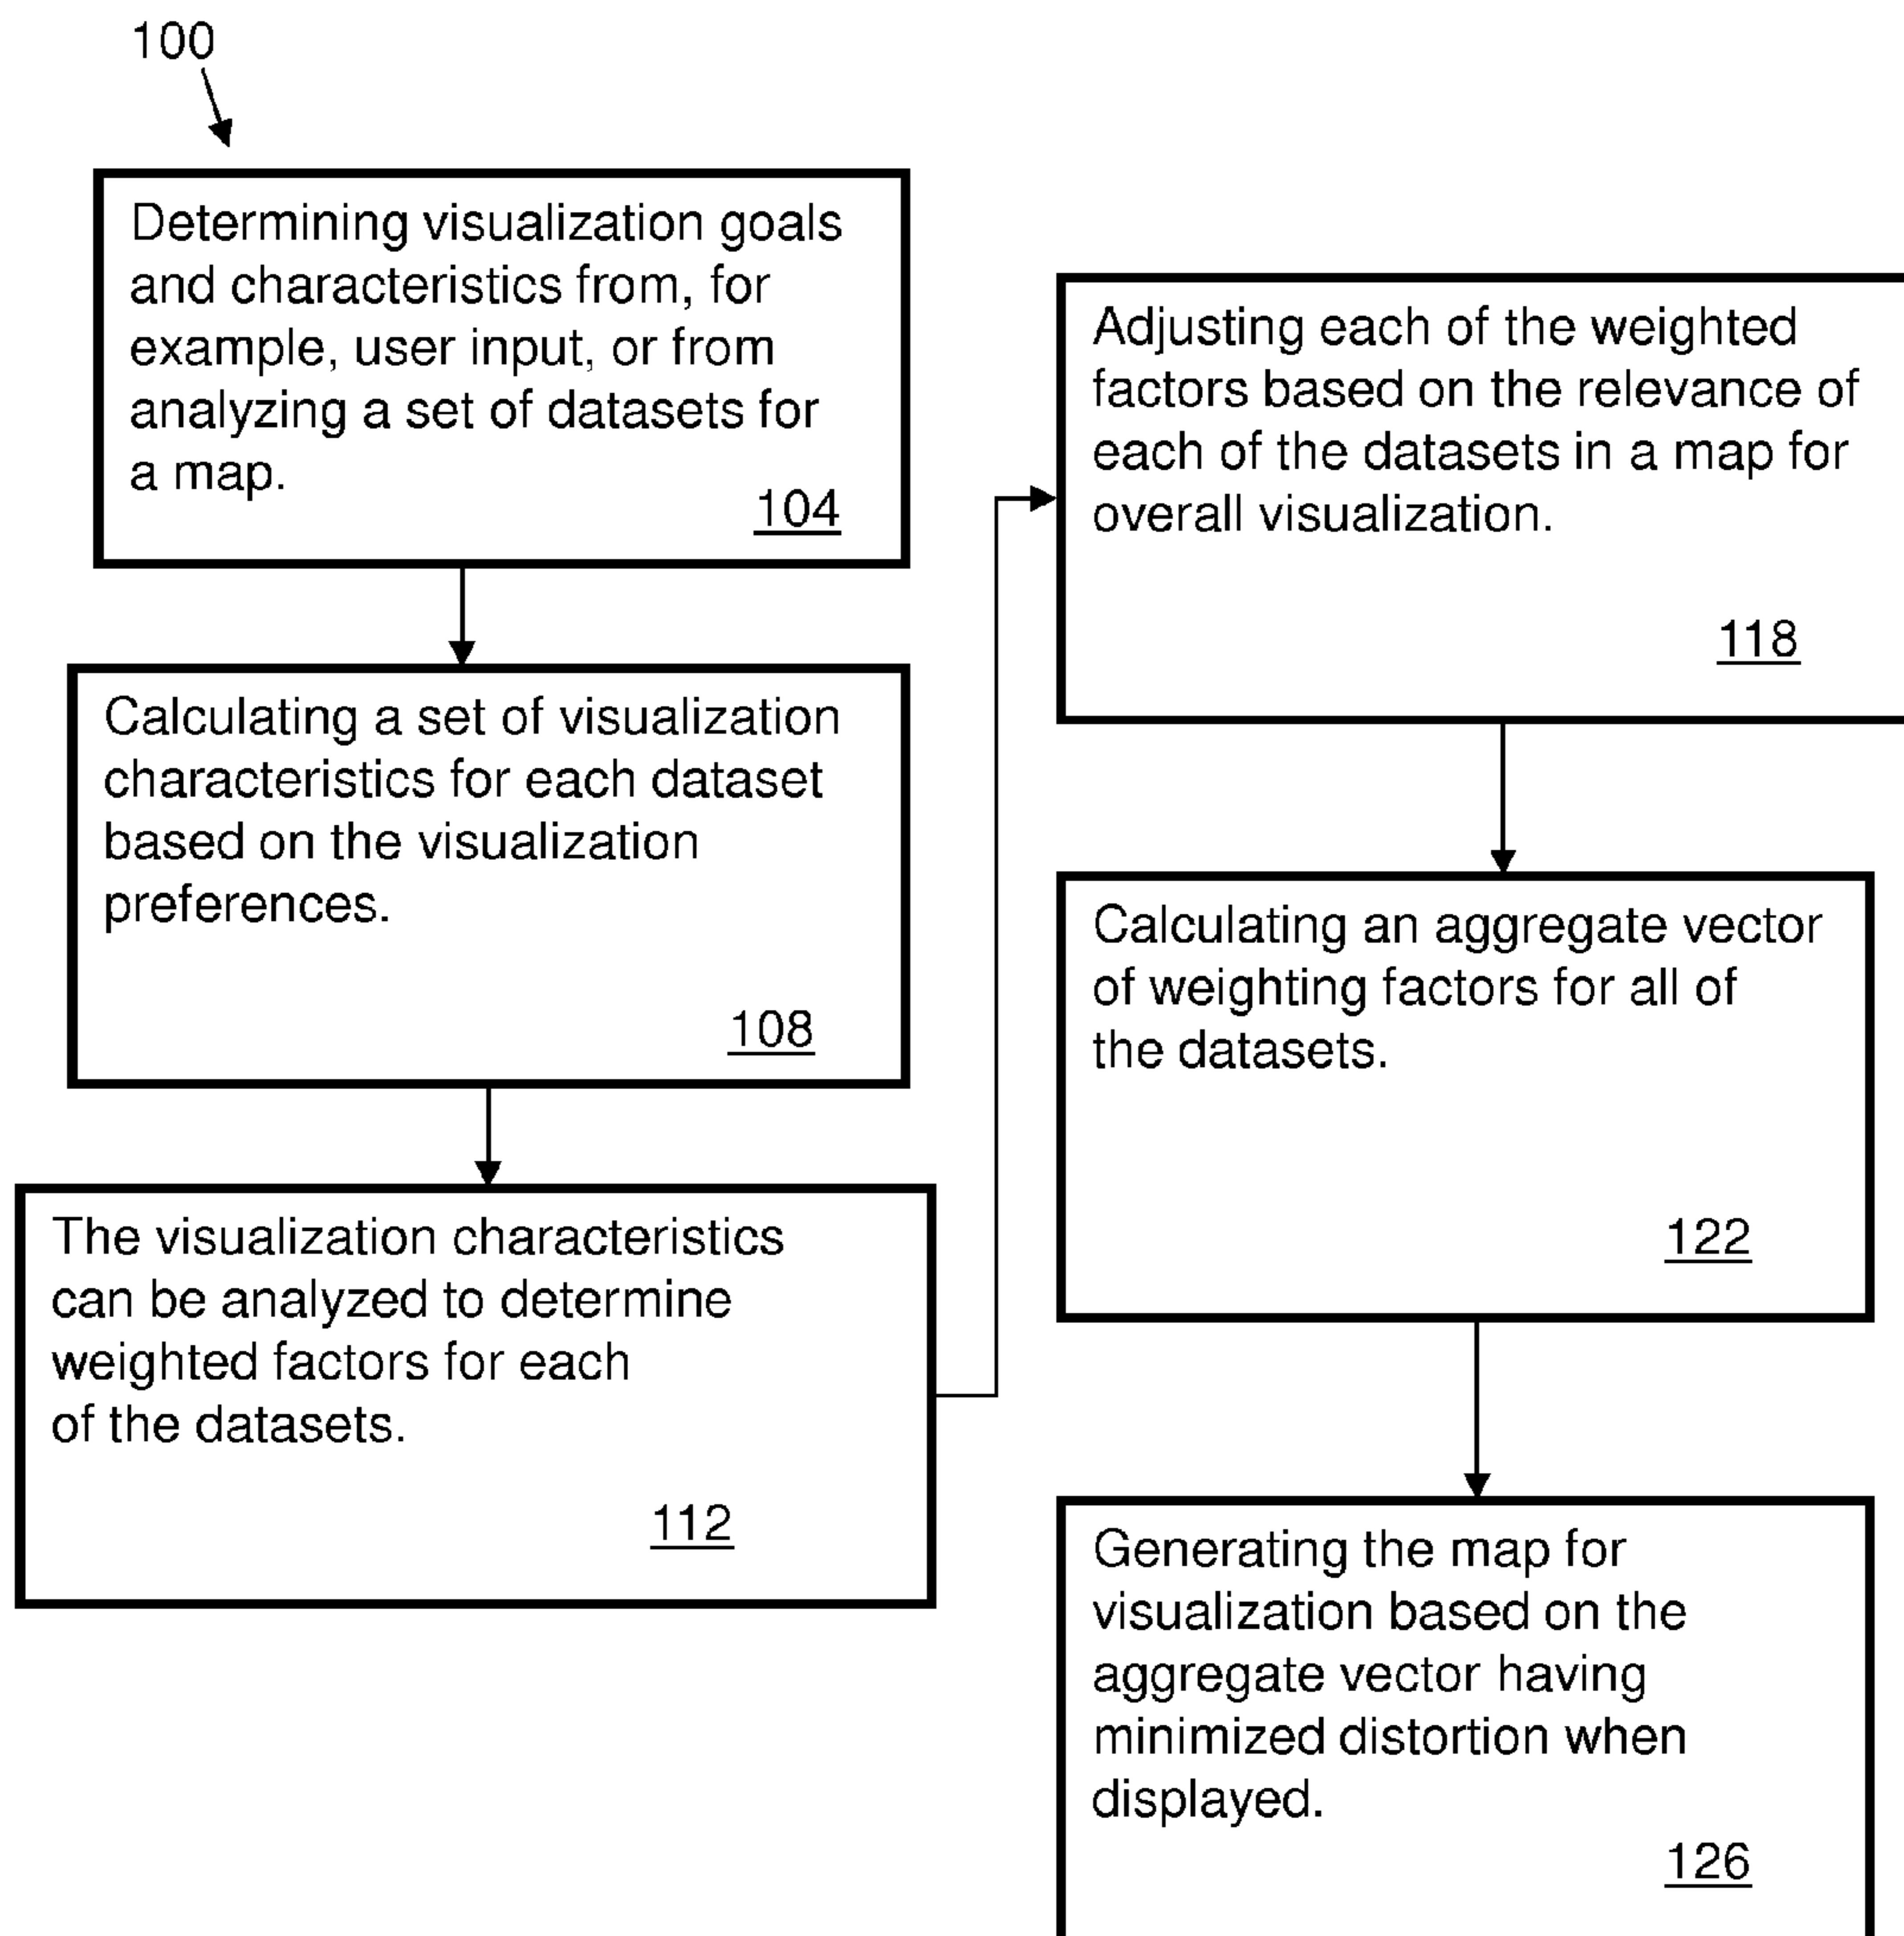 100
Determining visualization goals
and characteristics from, for
example, user input, or from
analyzing a set of datasets for
a map.
104
Calculating a set of visualization
characteristics for each dataset
based on the visualization
preferences.
108
The visualization characteristics
can be analyzed to determine
weighted factors for each
of the datasets.
112
Adjusting each of the weighted
factors based on the relevance of
each of the datasets in a map for
overall visualization.
118
Calculating an aggregate vector
of weighting factors for all of
the datasets.
122
Generating the map for
visualization based on the
aggregate vector having
minimized distortion when
displayed.
126